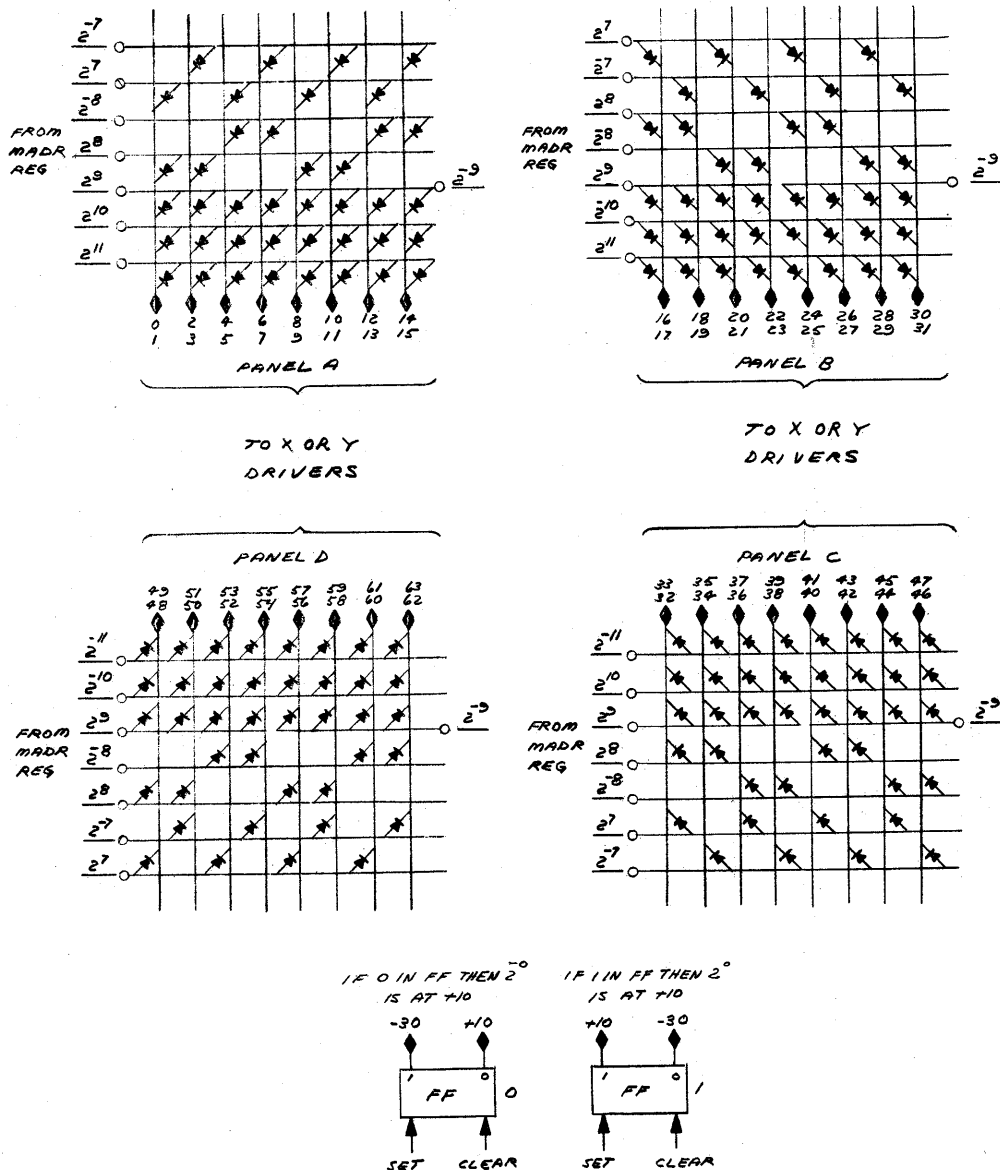 2⁻⁷
2⁷
2⁻⁸
2⁸
2⁹
2¹⁰
2¹¹
FROM
MADR
REG
2⁻⁹
0 2 4 6 8 10 12 14
1 3 5 7 9 11 13 15
PANEL A
TO X OR Y
DRIVERS
2⁷
2⁻⁷
2⁸
2⁻⁸
2⁹
2⁻¹⁰
2¹¹
FROM
MADR
REG
2⁻⁹
16 18 20 22 24 26 28 30
17 19 21 23 25 27 29 31
PANEL B
TO X OR Y
DRIVERS
PANEL D
49 51 53 55 57 59 61 63
48 50 52 54 56 58 60 62
2⁻¹¹
2⁻¹⁰
2⁹
2⁻⁸
2⁸
2⁻⁷
2⁷
FROM
MADR
REG
2⁻⁹
PANEL C
33 35 37 39 41 43 45 47
32 34 36 38 40 42 44 46
2⁻¹¹
2¹⁰
2⁹
2⁸
2⁻⁸
2⁷
2⁻⁷
FROM
MADR
REG
2⁻⁹
IF 0 IN FF THEN 2⁻⁰
IS AT +10
-30 +10
1 0
FF 0
SET CLEAR
IF 1 IN FF THEN 2⁰
IS AT +10
+10 -30
1 0
FF 1
SET CLEAR